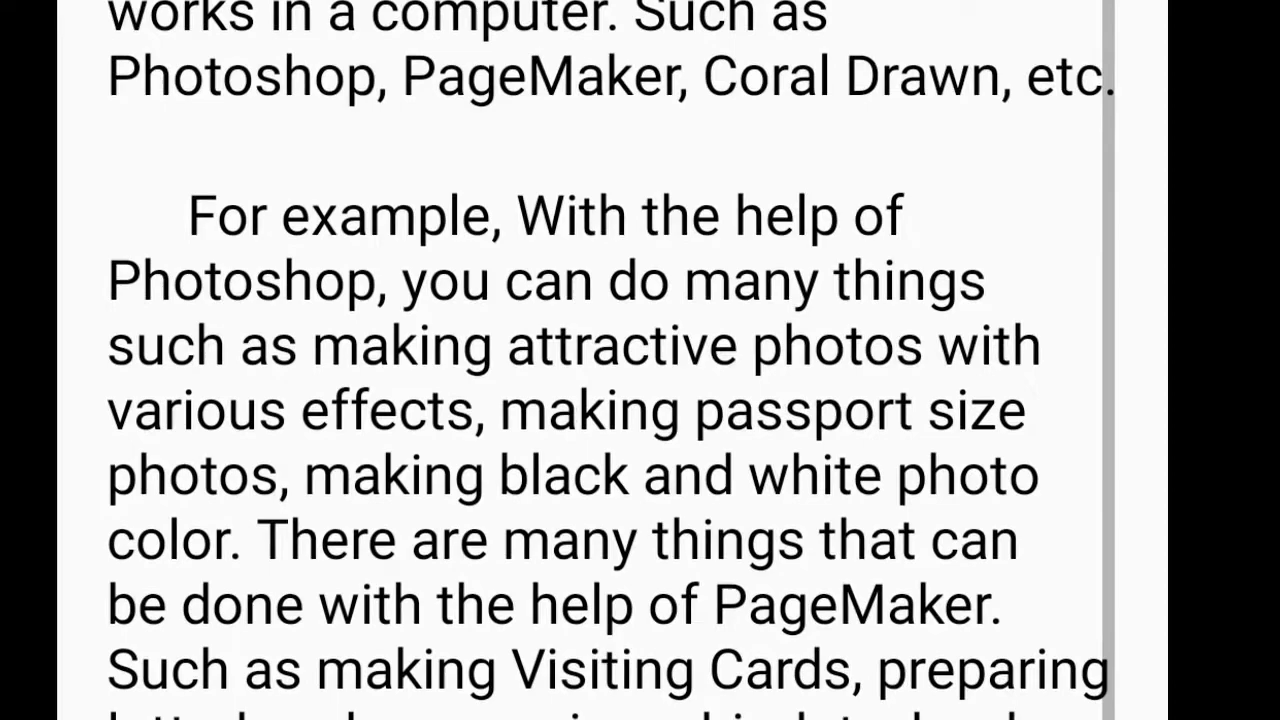 works in a computer. Such as
Photoshop, PageMaker, Coral Drawn, etc.
For example, With the help of
Photoshop, you can do many things
such as making attractive photos with
various effects, making passport size
photos, making black and white photo
color. There are many things that can
be done with the help of PageMaker.
Such as making Visiting Cards, preparing